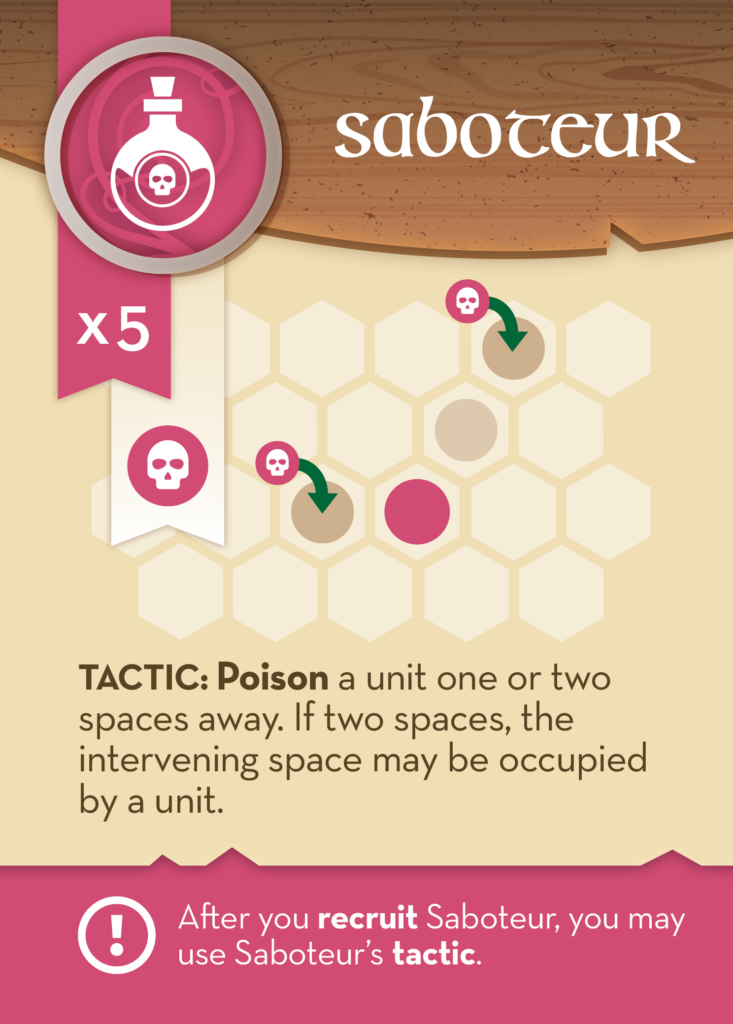 saboteur
x5
TACTIC: Poison a unit one or two
spaces away. If two spaces, the
intervening space may be occupied
by a unit.
!
After you recruit Saboteur, you may
use Saboteur's tactic.